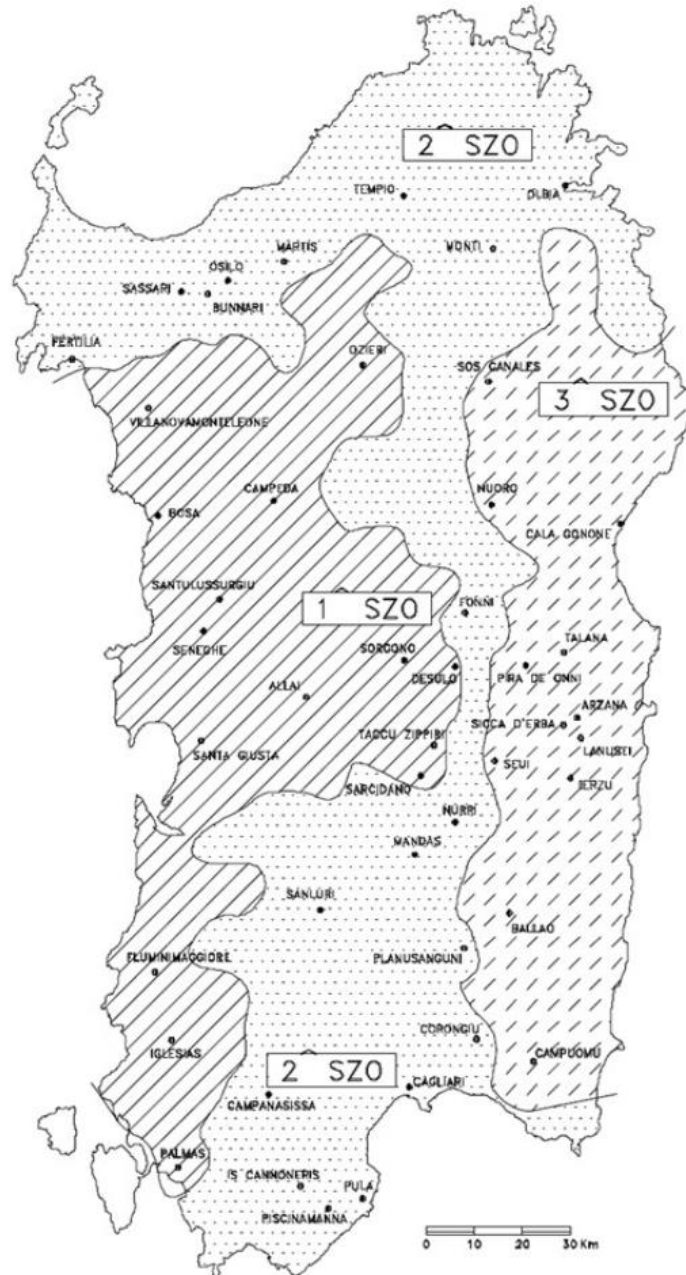 2^ SZO
TEMPIO
OLBIA
MARTIS
MONTI
OSILO
SASSARI
BUNNARI
FERTILIA
OZIERI
SOS CANALES
3^ SZO
VILLANOVAMONTELEONE
CAMPEDA
NUORO
BOSA
CALA GONONE
SANTULUSSURGIU
1^ SZO
FONNI
SENEGHE
SORGONO
TALANA
DESULO
PIRA DE ONNI
ALLAI
ARZANA
SICCA D'ERBA
TACCU ZIPPIRI
SANTA GIUSTA
LANUSEI
SEUI
SARCIDANO
IERZU
NURRI
MANDAS
SANLURI
BALLAO
FLUMINIMAGGIORE
PLANUSANGUNI
CORONGIU
IGLESIAS
CAMPUOMU
2^ SZO
CAGLIARI
CAMPANASISSA
PALMAS
IS CANNONERIS
PULA
PISCINAMANNA
0 10 20 30 Km